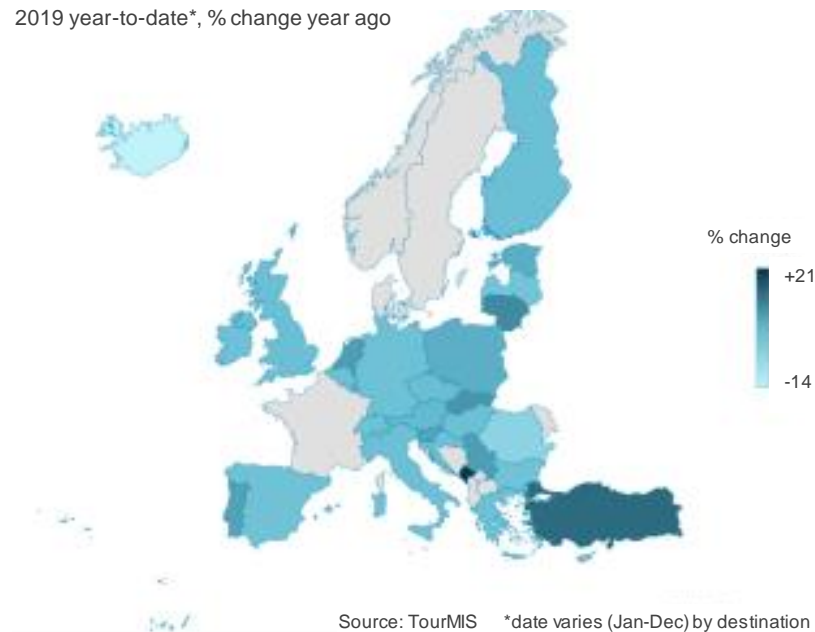 2019 year-to-date*, % change year ago
% change
+21
-14
Source: TourMIS *date varies (Jan-Dec) by destination